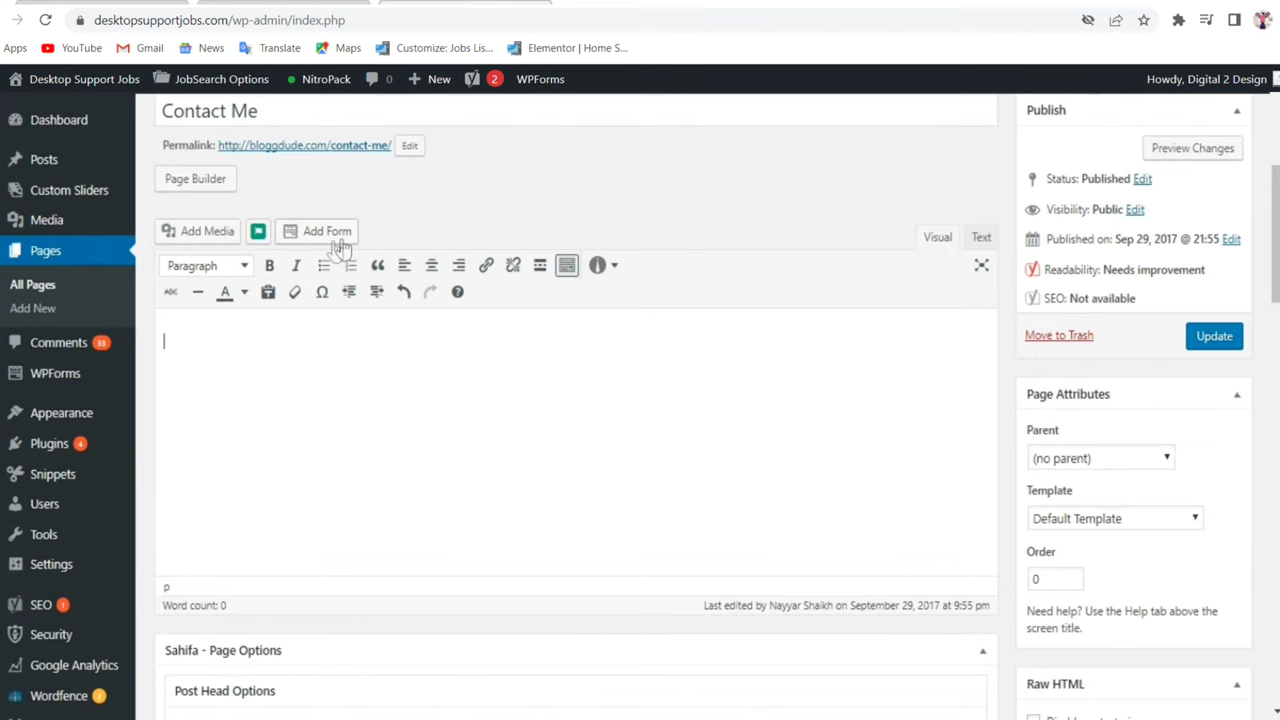 desktopsupportjobs.com/wp-admin/index.php
Apps YouTube Gmail News Translate Maps Customize: Jobs Lis... Elementor | Home S...
Desktop Support Jobs JobSearch Options NitroPack 0 New 2 WPForms Howdy, Digital 2 Design
Dashboard
Posts
Custom Sliders
Media
Pages
All Pages
Add New
Comments 33
WPForms
Appearance
Plugins 4
Snippets
Users
Tools
Settings
SEO 1
Security
Google Analytics
Wordfence 2
Contact Me
Permalink: http://bloggdude.com/contact-me/ Edit
Page Builder
Add Media Add Form
Visual Text
Paragraph B I
ABC A
p
Word count: 0 Last edited by Nayyar Shaikh on September 29, 2017 at 9:55 pm
Sahifa - Page Options
Post Head Options
Publish
Preview Changes
Status: Published Edit
Visibility: Public Edit
Published on: Sep 29, 2017 @ 21:55 Edit
Readability: Needs improvement
SEO: Not available
Move to Trash Update
Page Attributes
Parent
(no parent)
Template
Default Template
Order
0
Need help? Use the Help tab above the
screen title.
Raw HTML